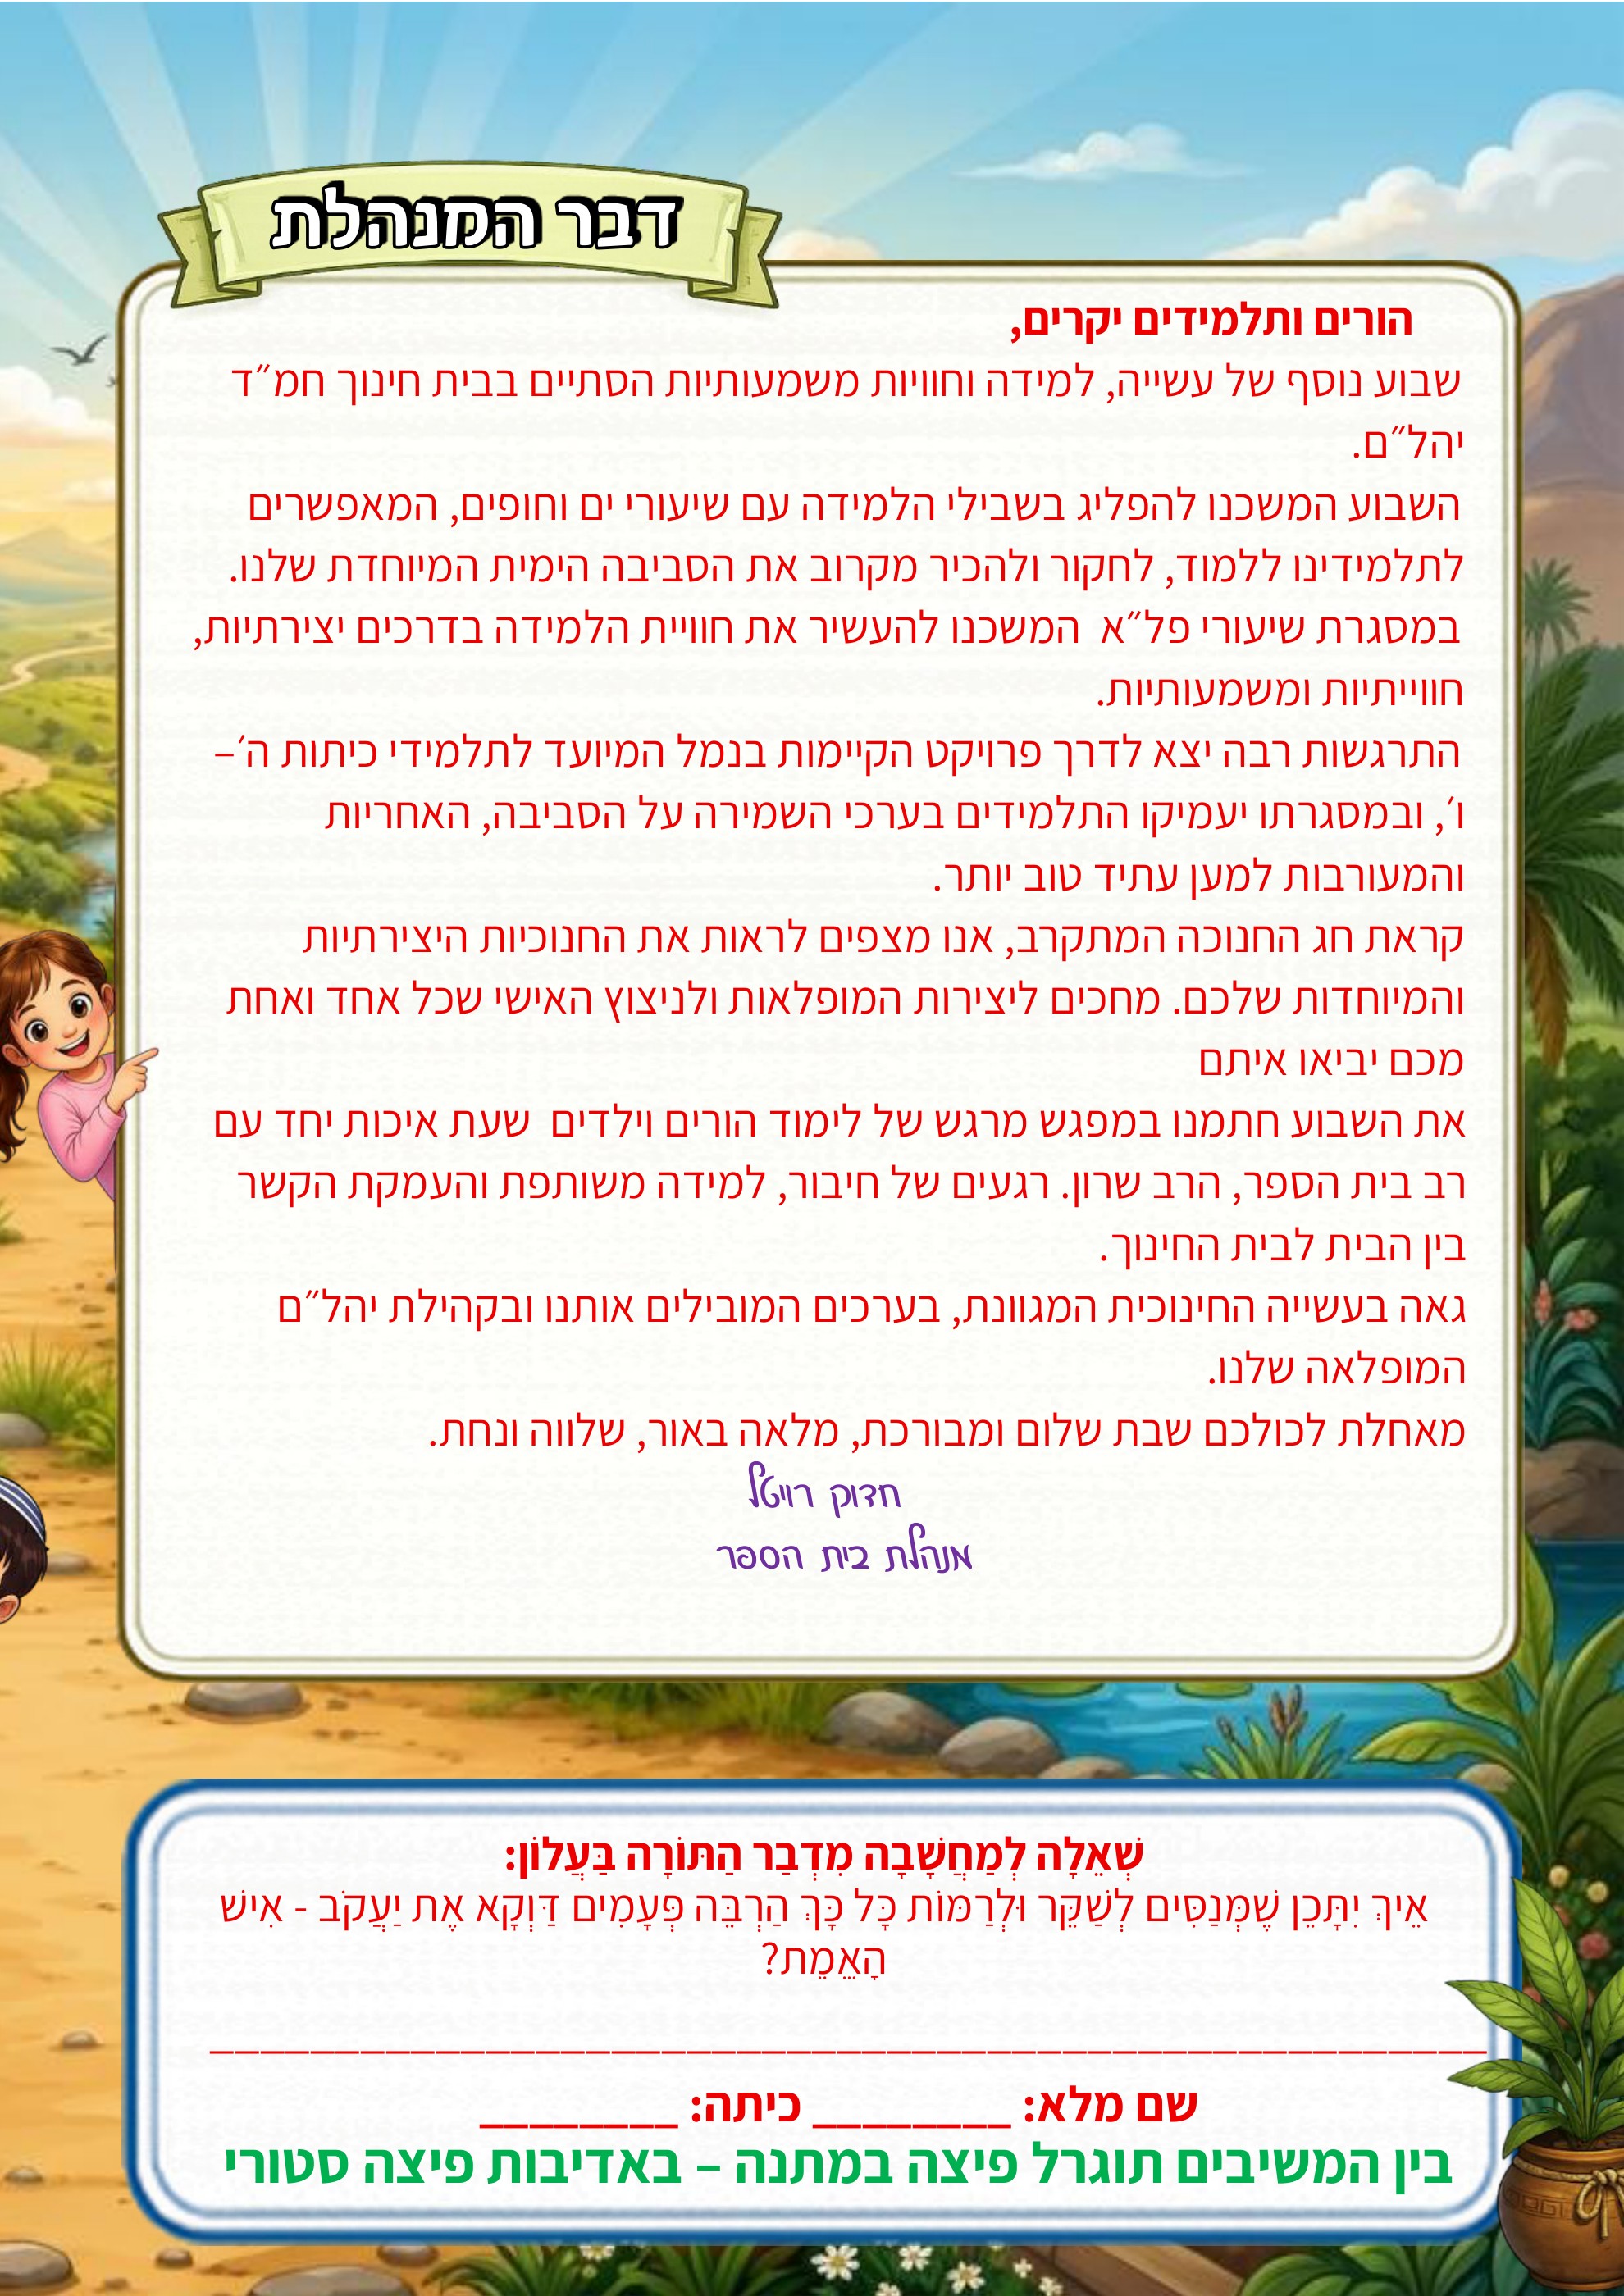 דבר המנהלת
הורים ותלמידים יקרים,
שבוע נוסף של עשייה, למידה וחוויות משמעותיות הסתיים בבית חינוך חמ״ד
יהל״ם.
השבוע המשכנו להפליג בשבילי הלמידה עם שיעורי ים וחופים, המאפשרים
לתלמידינו ללמוד, לחקור ולהכיר מקרוב את הסביבה הימית המיוחדת שלנו.
במסגרת שיעורי פל״א המשכנו להעשיר את חוויית הלמידה בדרכים יצירתיות,
חווייתיות ומשמעותיות.
התרגשות רבה יצא לדרך פרויקט הקיימות בנמל המיועד לתלמידי כיתות ה׳–
ו׳, ובמסגרתו יעמיקו התלמידים בערכי השמירה על הסביבה, האחריות
והמעורבות למען עתיד טוב יותר.
קראת חג החנוכה המתקרב, אנו מצפים לראות את החנוכיות היצירתיות
והמיוחדות שלכם. מחכים ליצירות המופלאות ולניצוץ האישי שכל אחד ואחת
מכם יביאו איתם
את השבוע חתמנו במפגש מרגש של לימוד הורים וילדים שעת איכות יחד עם
רב בית הספר, הרב שרון. רגעים של חיבור, למידה משותפת והעמקת הקשר
בין הבית לבית החינוך.
גאה בעשייה החינוכית המגוונת, בערכים המובילים אותנו ובקהילת יהל״ם
המופלאה שלנו.
מאחלת לכולכם שבת שלום ומבורכת, מלאה באור, שלווה ונחת.
חדוק רויטל
מנהלת בית הספר
שְׁאֵלָה לְמַחֲשָׁבָה מִדְבַר הַתּוֹרָה בַּעֲלוֹן:
אֵיךְ יִתָּכֵן שֶׁמְּנַסִּים לְשַׁקֵּר וּלְרַמּוֹת כָּל כָּךְ הַרְבֵּה פְּעָמִים דַּוְקָא אֶת יַעֲקֹב - אִישׁ
הָאֱמֶת?
___________________________________________________
שם מלא: ________ כיתה: ________
בין המשיבים תוגרל פיצה במתנה – באדיבות פיצה סטורי